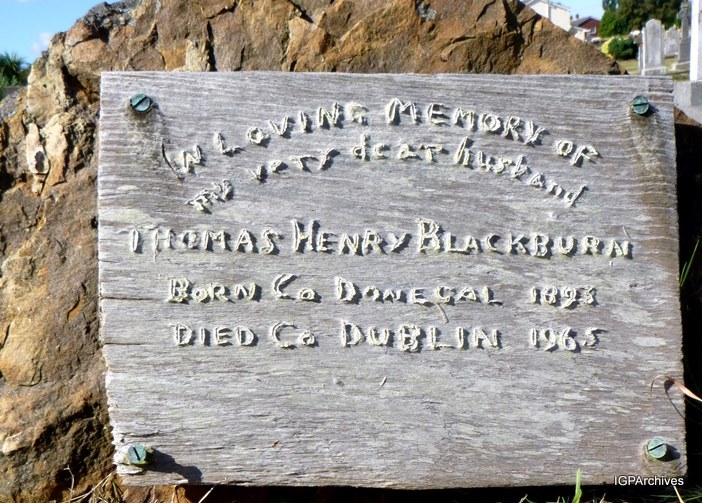 IN LOVING MEMORY OF
my very dear husband
THOMAS HENRY BLACKBURN
BORN Co DONEGAL 1893
DIED Co DUBLIN 1965
IGPArchives